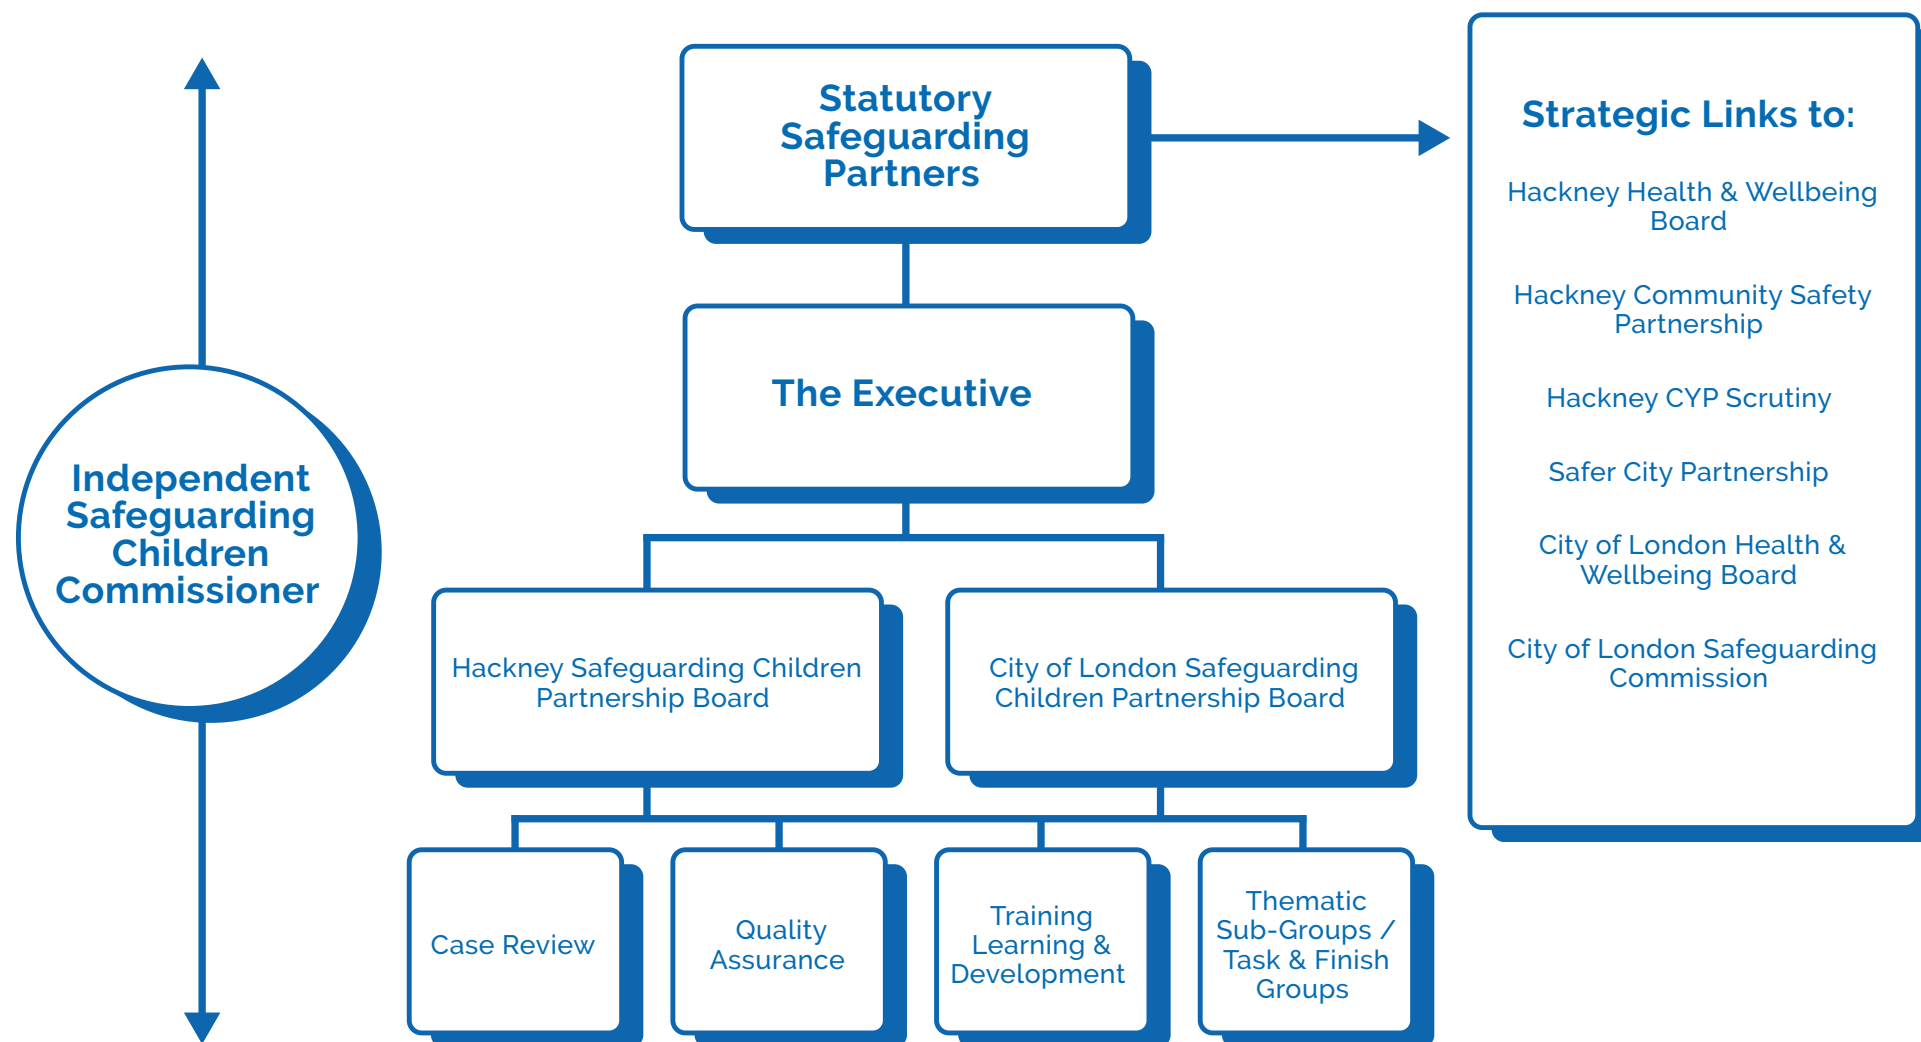 Statutory
Safeguarding
Partners
Strategic Links to:
Hackney Health & Wellbeing
Board
Hackney Community Safety
Partnership
Hackney CYP Scrutiny
Safer City Partnership
City of London Health &
Wellbeing Board
City of London Safeguarding
Commission
The Executive
Independent
Safeguarding
Children
Commissioner
Hackney Safeguarding Children
Partnership Board
City of London Safeguarding
Children Partnership Board
Case Review
Quality
Assurance
Training
Learning &
Development
Thematic
Sub-Groups /
Task & Finish
Groups